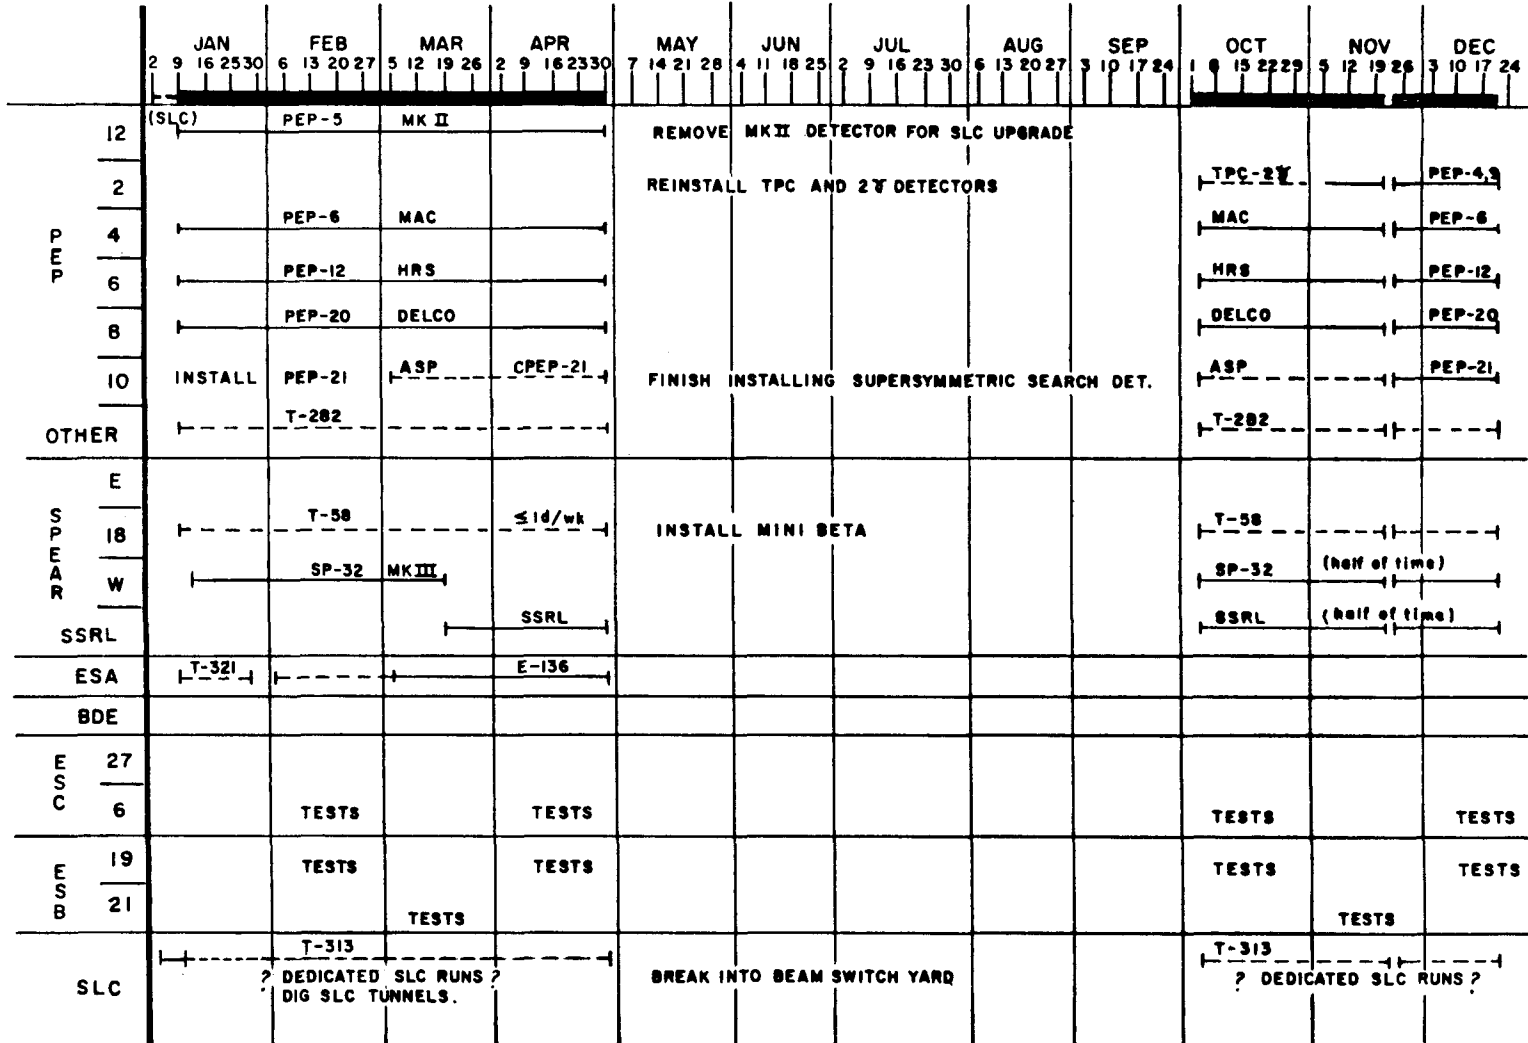 JAN FEB MAR APR MAY JUN JUL AUG SEP OCT NOV DEC
2 9 16 25 30 6 13 20 27 5 12 19 26 2 9 16 23 30 7 14 21 28 4 11 18 25 2 9 16 23 30 6 13 20 27 3 10 17 24 1 8 15 22 29 5 12 19 26 3 10 17 24
(SLC) PEP-5 MK II
12 REMOVE MK II DETECTOR FOR SLC UPGRADE
2 REINSTALL TPC AND 2γ DETECTORS TPC-2γ PEP-4,9
PEP
4 PEP-6 MAC MAC PEP-6
6 PEP-12 HRS HRS PEP-12
8 PEP-20 DELCO DELCO PEP-20
10 INSTALL PEP-21 ASP CPEP-21 FINISH INSTALLING SUPERSYMMETRIC SEARCH DET. ASP PEP-21
OTHER T-282 T-282
SPEAR
E
18 T-58 ≤1d/wk INSTALL MINI BETA T-58
W SP-32 MK III SP-32 (half of time)
SSRL SSRL SSRL (half of time)
ESA T-321 E-136
BDE
ESC
27
6 TESTS TESTS TESTS TESTS
ESB
19 TESTS TESTS TESTS TESTS
21 TESTS TESTS
SLC T-313 T-313
? DEDICATED SLC RUNS ? BREAK INTO BEAM SWITCH YARD ? DEDICATED SLC RUNS ?
DIG SLC TUNNELS.